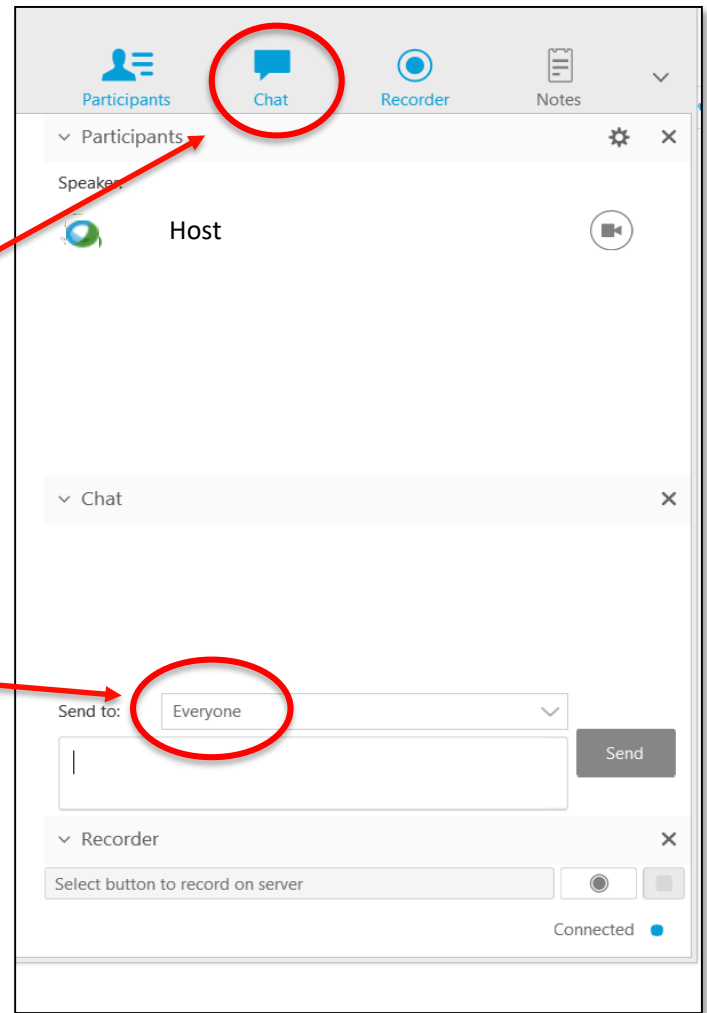 Participants Chat Recorder Notes
Participants
Speaker:
Host
Chat
Send to: Everyone
Send
Recorder
Select button to record on server
Connected